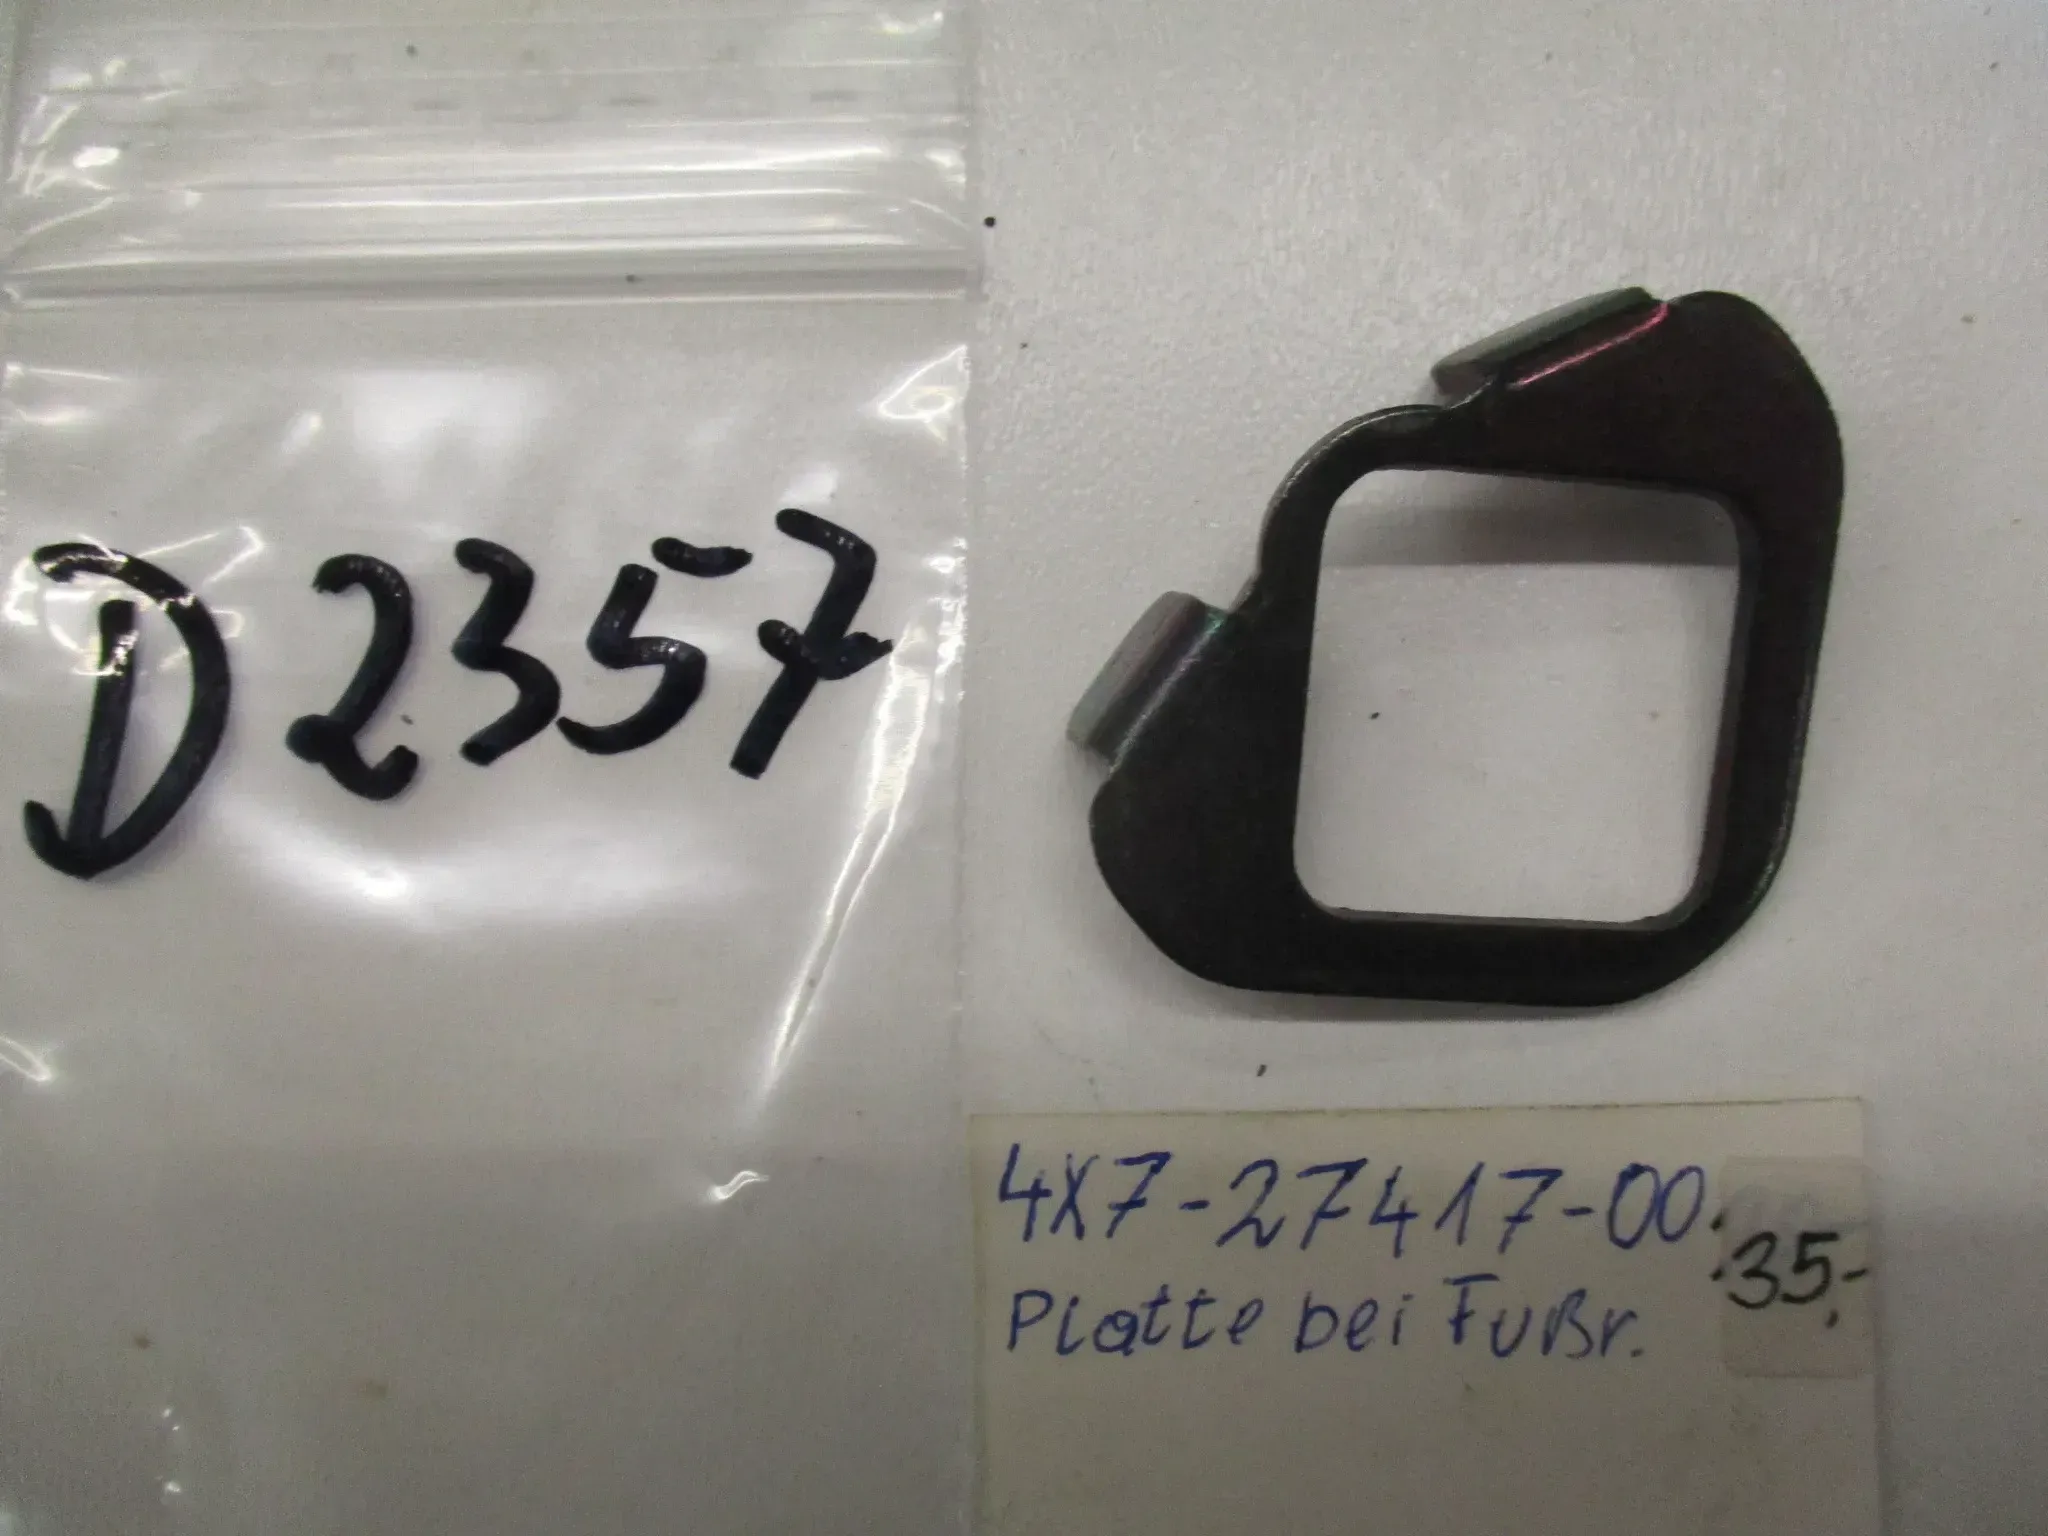 D2357
4X7-27417-00
35,-
Platte bei Fußr.